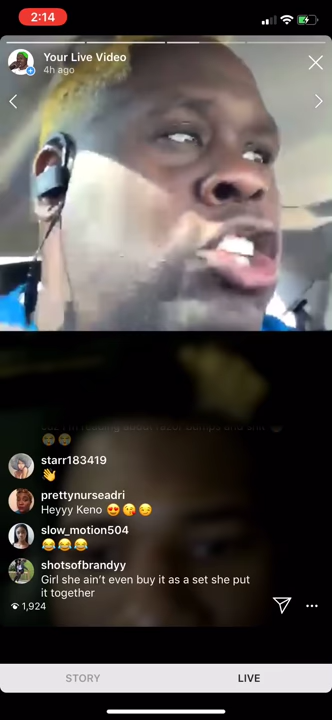 2:14
Your Live Video
4h ago
starr183419
👋
prettynurseadri
Heyyy Keno 😍😘😏
slow_motion504
😂😂😂
shotsofbrandyy
Girl she ain't even buy it as a set she put
it together
1,924
STORY LIVE